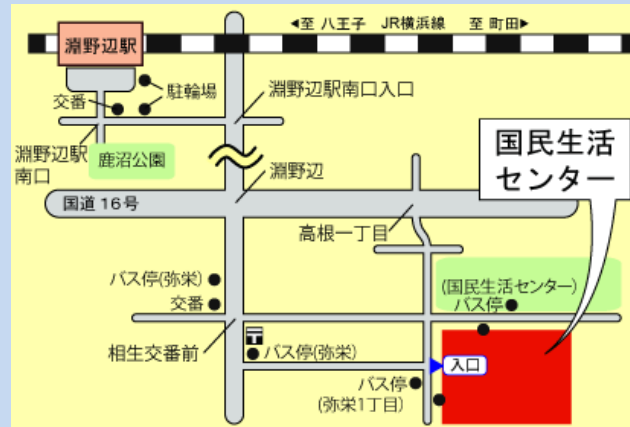 ◀至 八王子 JR横浜線 至 町田▶
淵野辺駅
駐輪場
交番
淵野辺駅南口入口
淵野辺駅
南口
鹿沼公園
国民生活
センター
淵野辺
国道16号
高根一丁目
バス停(弥栄)
交番
(国民生活センター)
バス停
相生交番前
バス停(弥栄)
入口
バス停
(弥栄1丁目)